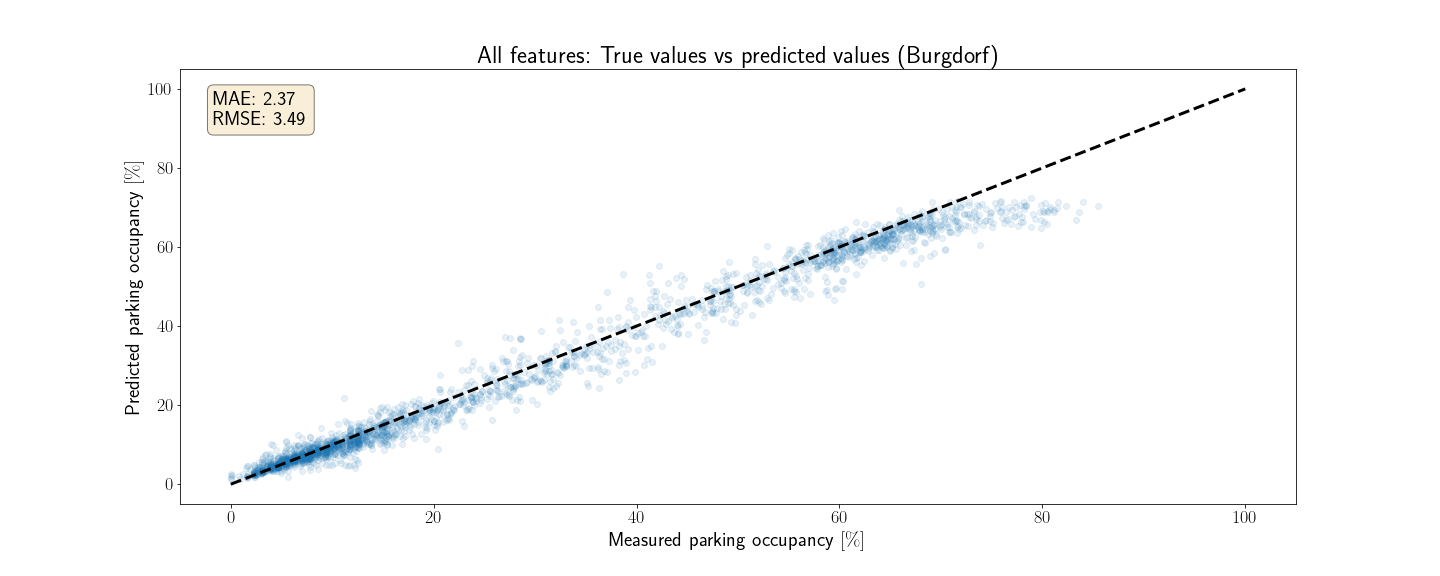 All features: True values vs predicted values (Burgdorf)
MAE: 2.37
RMSE: 3.49
Predicted parking occupancy [%]
100
80
60
40
20
0
0 20 40 60 80 100
Measured parking occupancy [%]